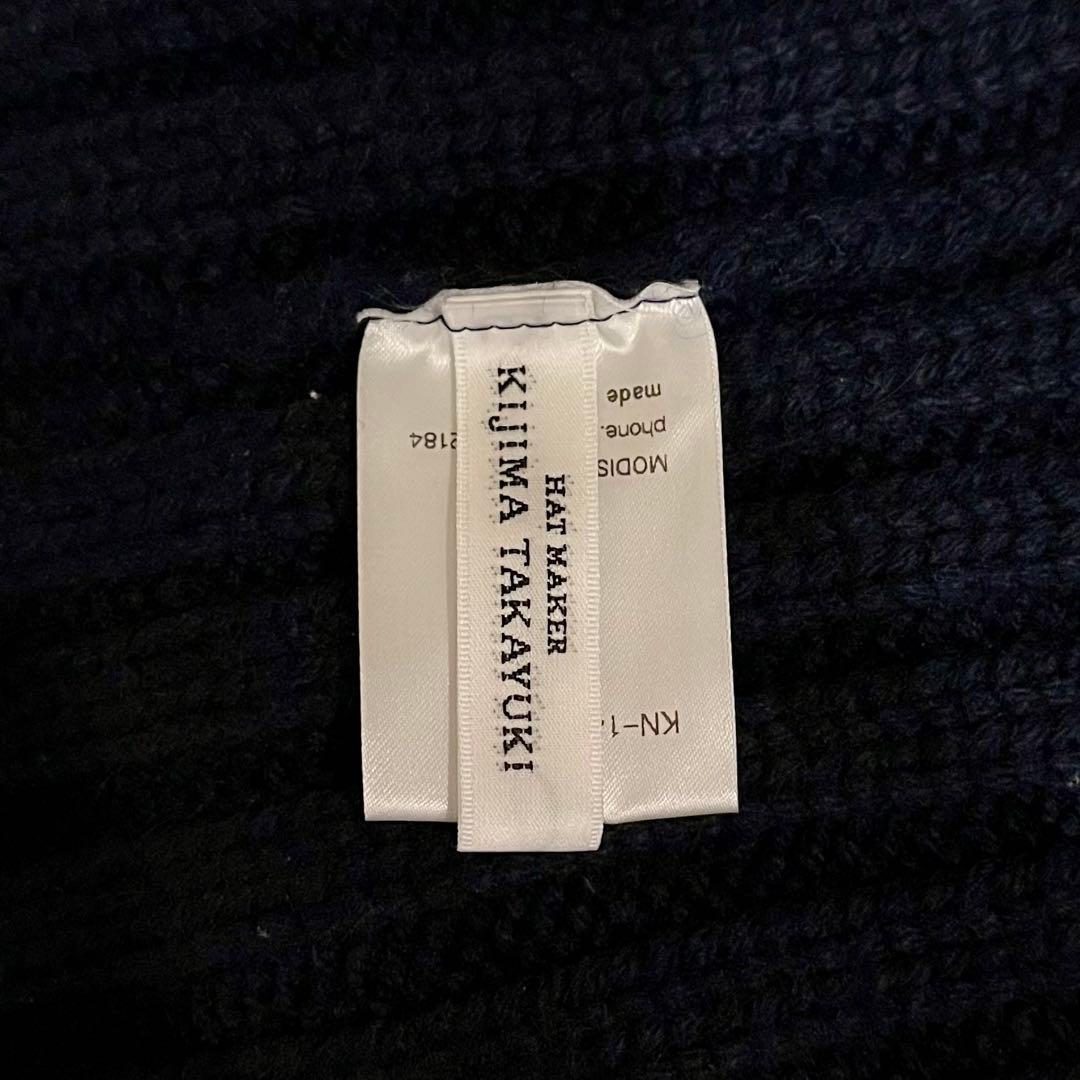 HAT MAKER
KIJIMA TAKAYUKI
KN-1
MODIS
phone. 2184
made